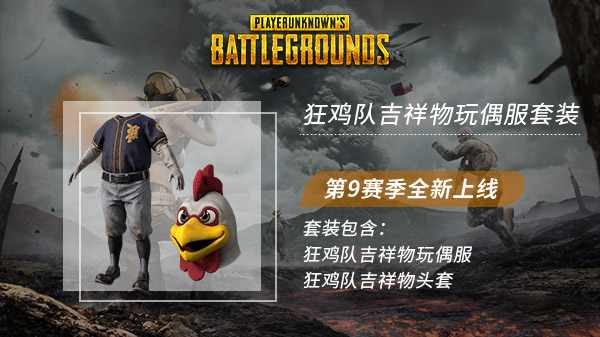 PLAYERUNKNOWN'S
BATTLEGROUNDS
狂鸡队吉祥物玩偶服套装
第9赛季全新上线
套装包含：
狂鸡队吉祥物玩偶服
狂鸡队吉祥物头套
P